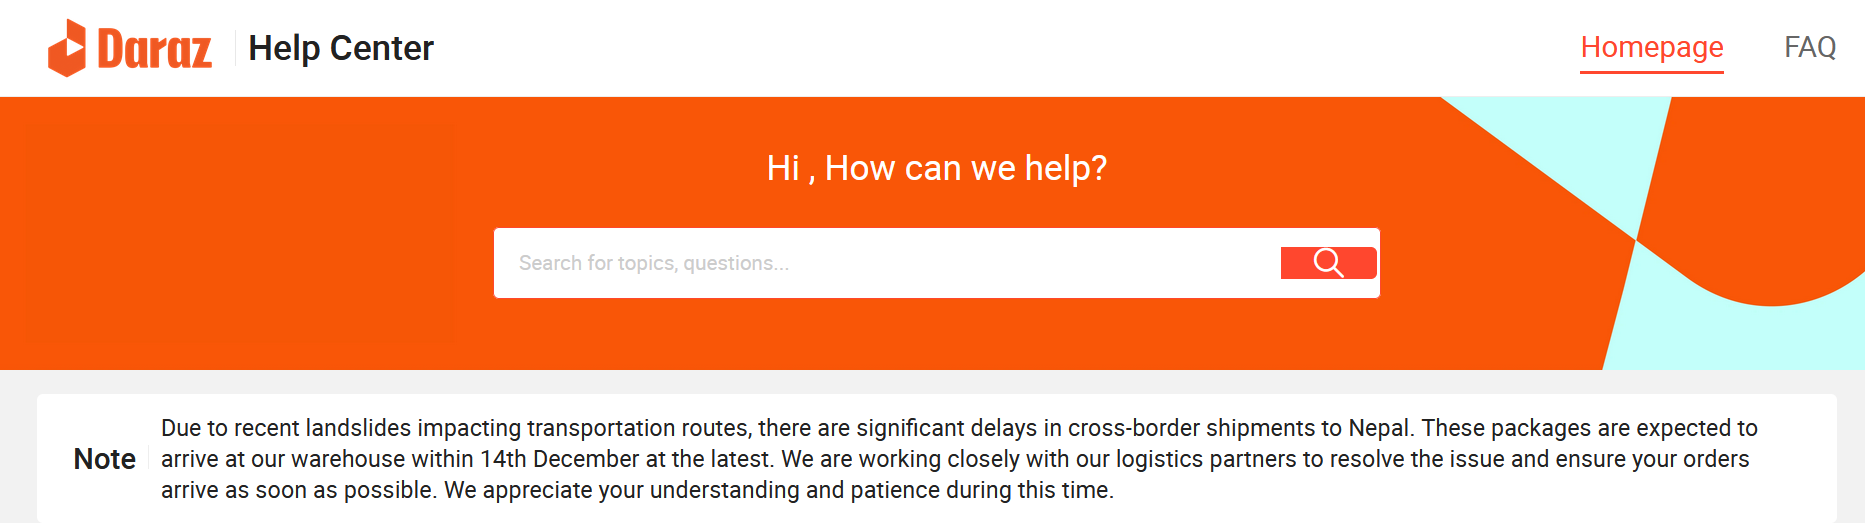 Daraz
Help Center
Homepage
FAQ
Hi , How can we help?
Search for topics, questions...
Note
Due to recent landslides impacting transportation routes, there are significant delays in cross-border shipments to Nepal. These packages are expected to
arrive at our warehouse within 14th December at the latest. We are working closely with our logistics partners to resolve the issue and ensure your orders
arrive as soon as possible. We appreciate your understanding and patience during this time.